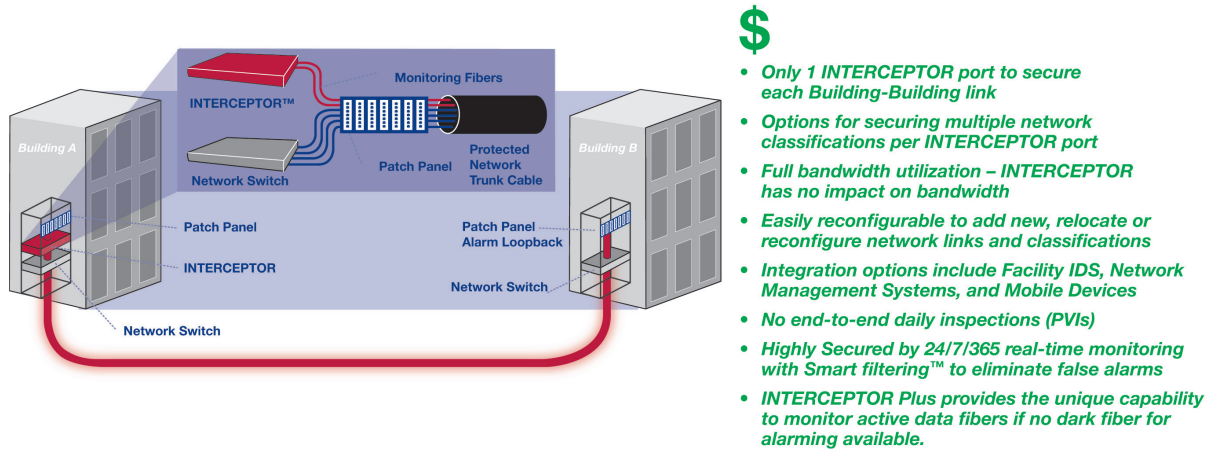 Monitoring Fibers
INTERCEPTOR™
Patch Panel
Protected
Network
Trunk Cable
Network Switch
Building A
Patch Panel
INTERCEPTOR
Network Switch
Building B
Patch Panel
Alarm Loopback
Network Switch
$
• Only 1 INTERCEPTOR port to secure
each Building-Building link
• Options for securing multiple network
classifications per INTERCEPTOR port
• Full bandwidth utilization – INTERCEPTOR
has no impact on bandwidth
• Easily reconfigurable to add new, relocate or
reconfigure network links and classifications
• Integration options include Facility IDS, Network
Management Systems, and Mobile Devices
• No end-to-end daily inspections (PVIs)
• Highly Secured by 24/7/365 real-time monitoring
with Smart filtering™ to eliminate false alarms
• INTERCEPTOR Plus provides the unique capability
to monitor active data fibers if no dark fiber for
alarming available.